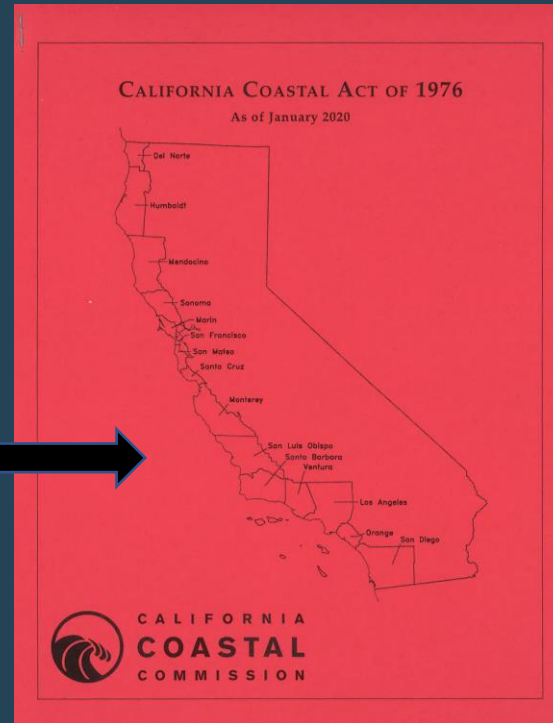 CALIFORNIA COASTAL ACT OF 1976
As of January 2020
Del Norte
Humboldt
Mendocino
Sonoma
Marin
San Francisco
San Mateo
Santa Cruz
Monterey
San Luis Obispo
Santa Barbara
Ventura
Los Angeles
Orange
San Diego
CALIFORNIA
COASTAL
COMMISSION